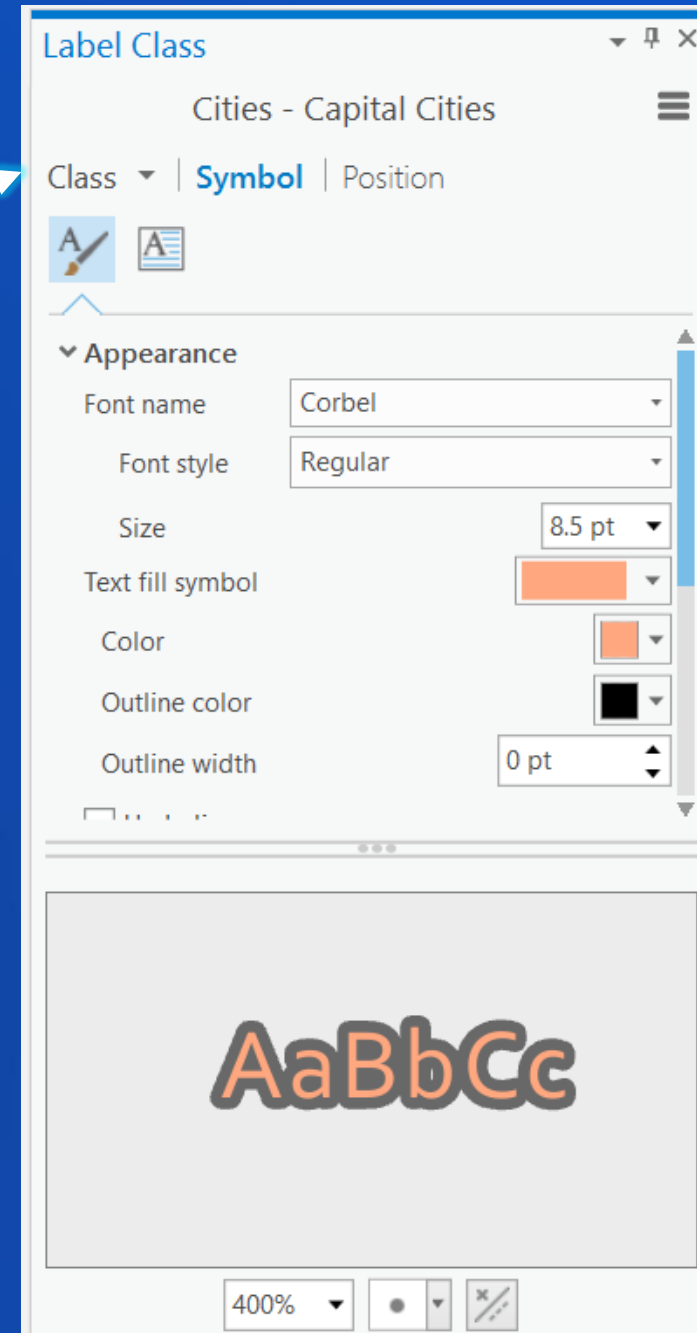 Label Class
Cities - Capital Cities
Class | Symbol | Position
Appearance
Font name Corbel
Font style Regular
Size 8.5 pt
Text fill symbol
Color
Outline color
Outline width 0 pt
AaBbCc
400%